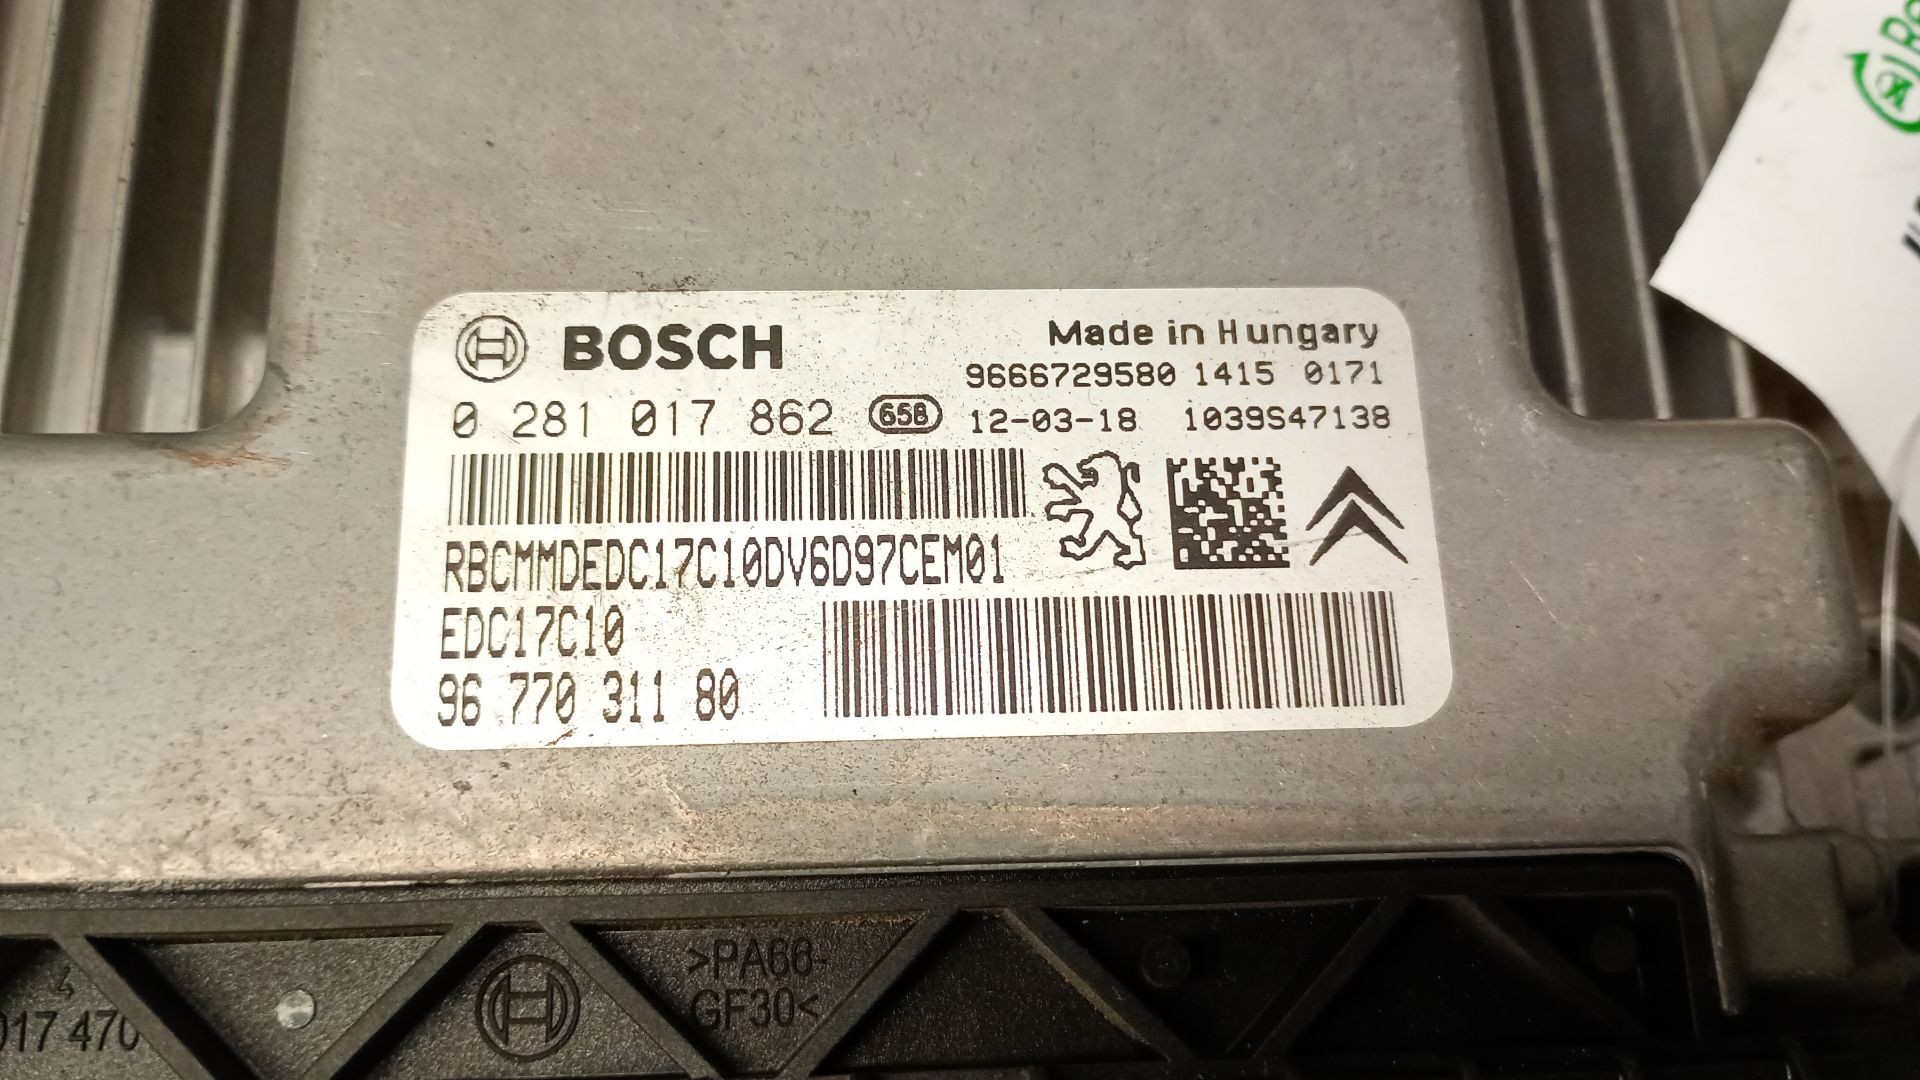 BOSCH
Made in Hungary
9666729580 1415 0171
0 281 017 862 658 12-03-18 1039S47138
RBCMMDEDC17C10DV6D97CEM01
EDC17C10
96 770 311 80
>PA66-
GF30<
4
017 470